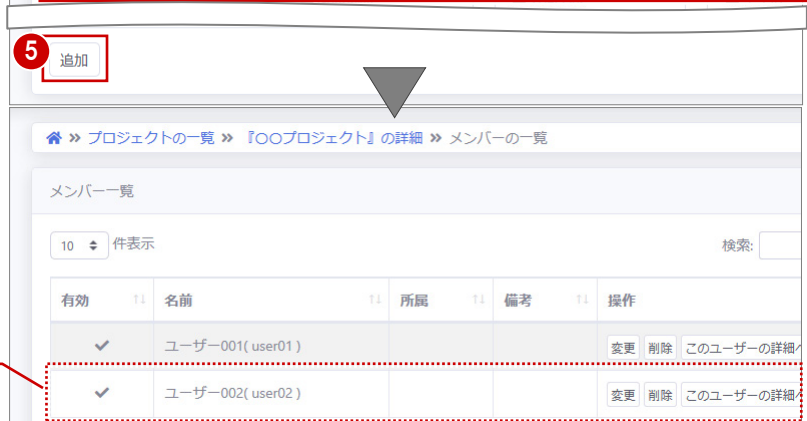 5
追加
プロジェクトの一覧 『〇〇プロジェクト』の詳細 メンバーの一覧
メンバー一覧
10 件表示 検索:
有効 名前 所属 備考 操作
ユーザー001( user01 ) 変更 削除 このユーザーの詳細へ
ユーザー002( user02 ) 変更 削除 このユーザーの詳細へ